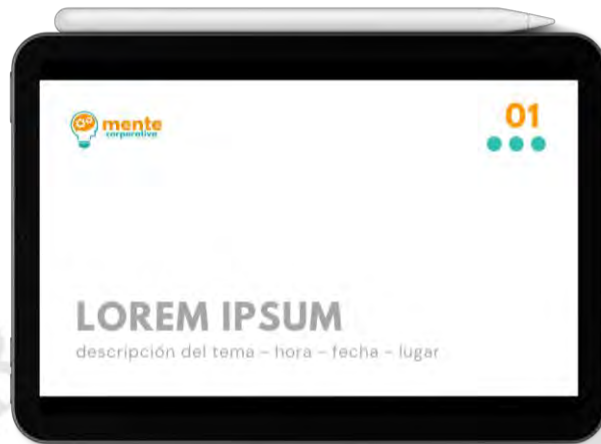 mente
corporativa
01
LOREM IPSUM
descripción del tema – hora – fecha – lugar